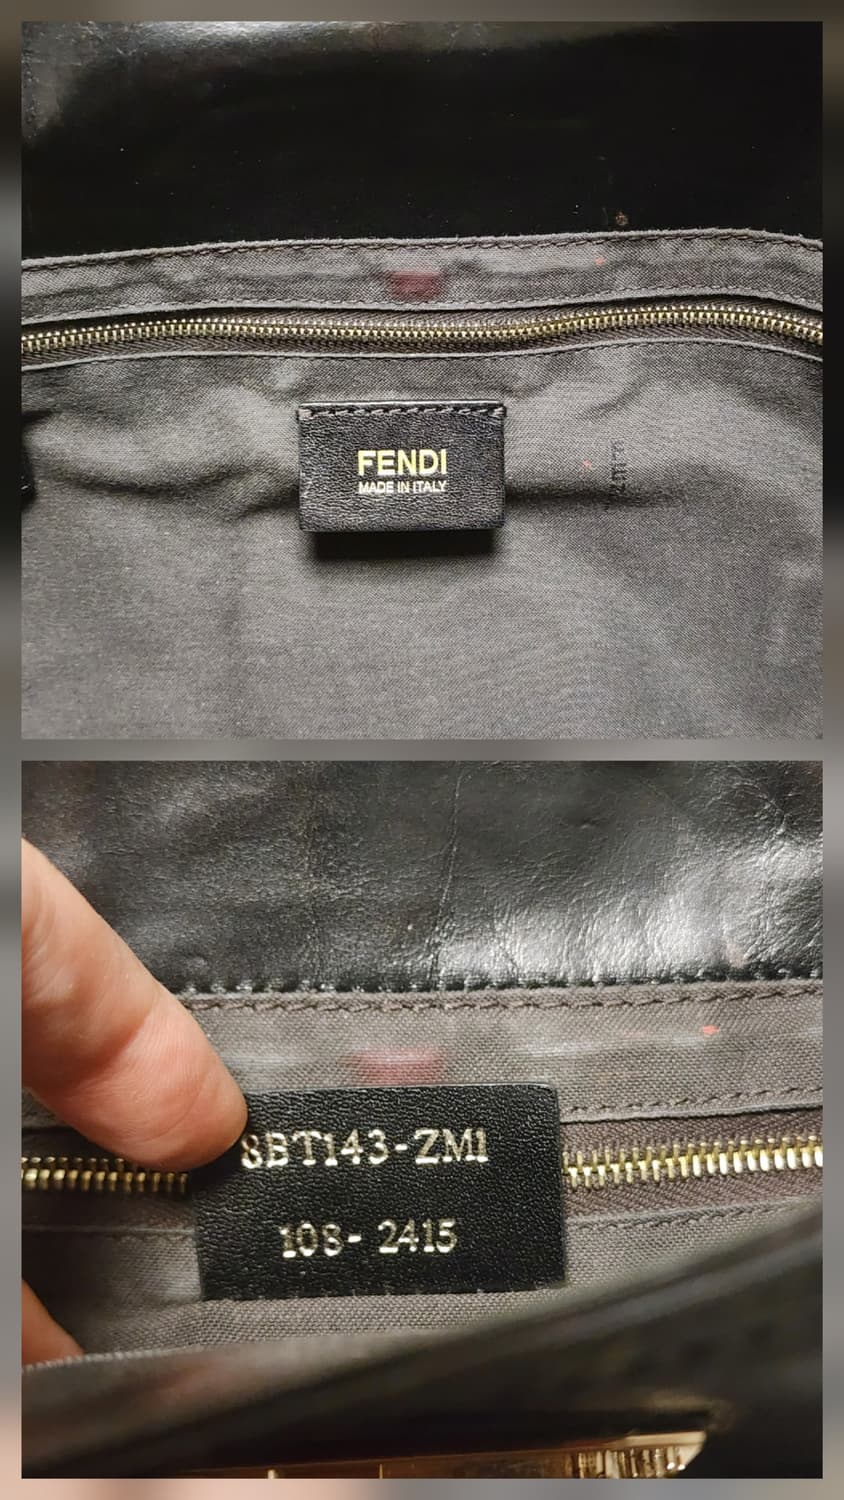 FENDI
MADE IN ITALY
8BT143-ZM1
108- 2415